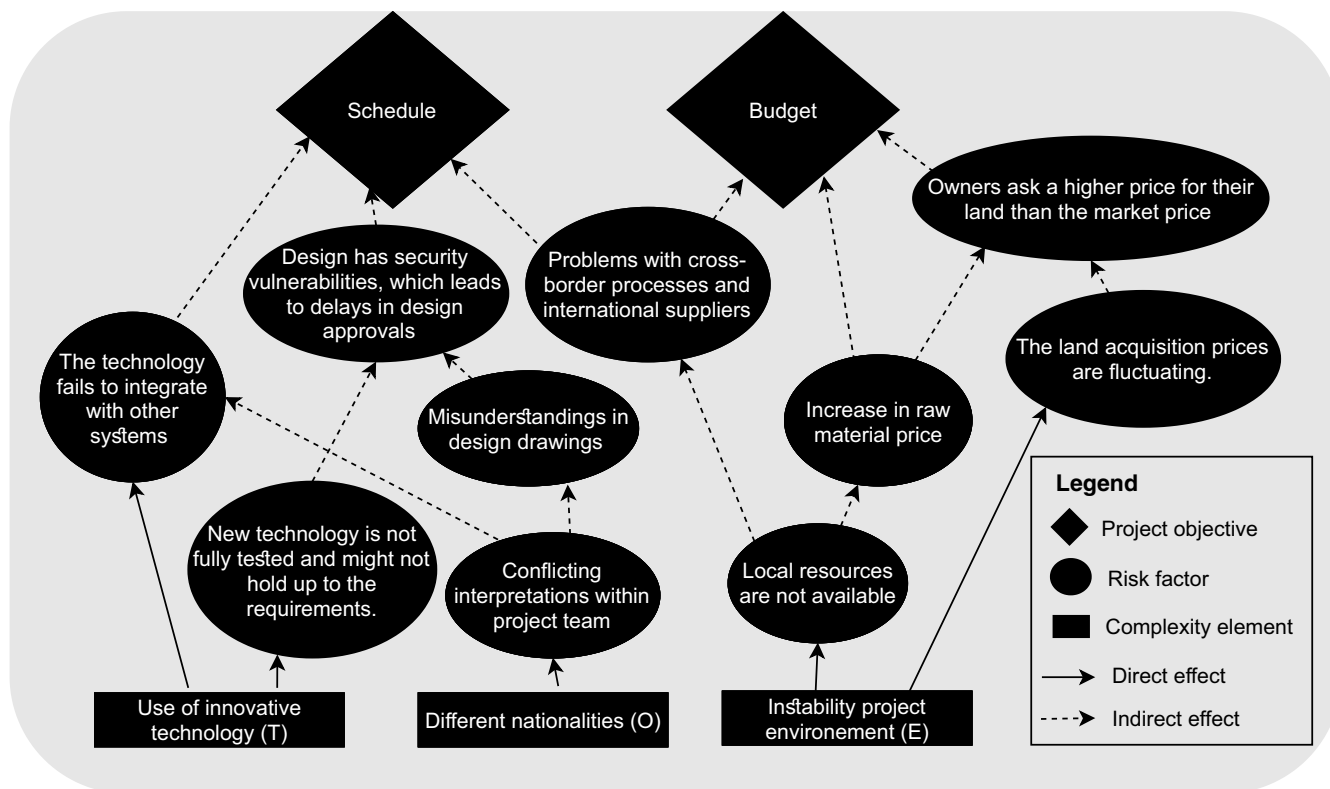 Schedule
Budget
Owners ask a higher price for their
land than the market price
Design has security
vulnerabilities, which leads
to delays in design
approvals
Problems with cross-
border processes and
international suppliers
The land acquisition prices
are fluctuating.
The technology
fails to integrate
with other
systems
Misunderstandings in
design drawings
Increase in raw
material price
New technology is not
fully tested and might not
hold up to the
requirements.
Conflicting
interpretations within
project team
Local resources
are not available
Use of innovative
technology (T)
Different nationalities (O)
Instability project
environement (E)
Legend
Project objective
Risk factor
Complexity element
Direct effect
Indirect effect